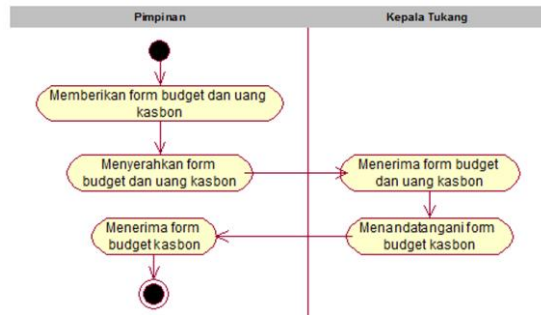 Pimpinan
Kepala Tukang
Memberikan form budget dan uang
kasbon
Menyerahkan form
budget dan uang kasbon
Menerima form budget
dan uang kasbon
Menandatangani form
budget kasbon
Menerima form
budget kasbon